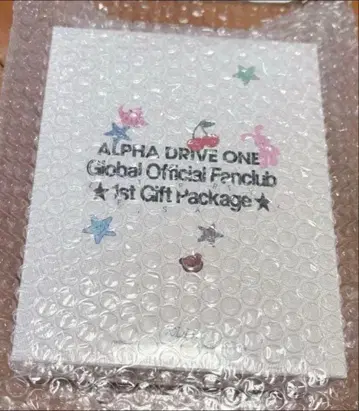 ALPHA DRIVE ONE
Global Official Fanclub
★ 1st Gift Package ★